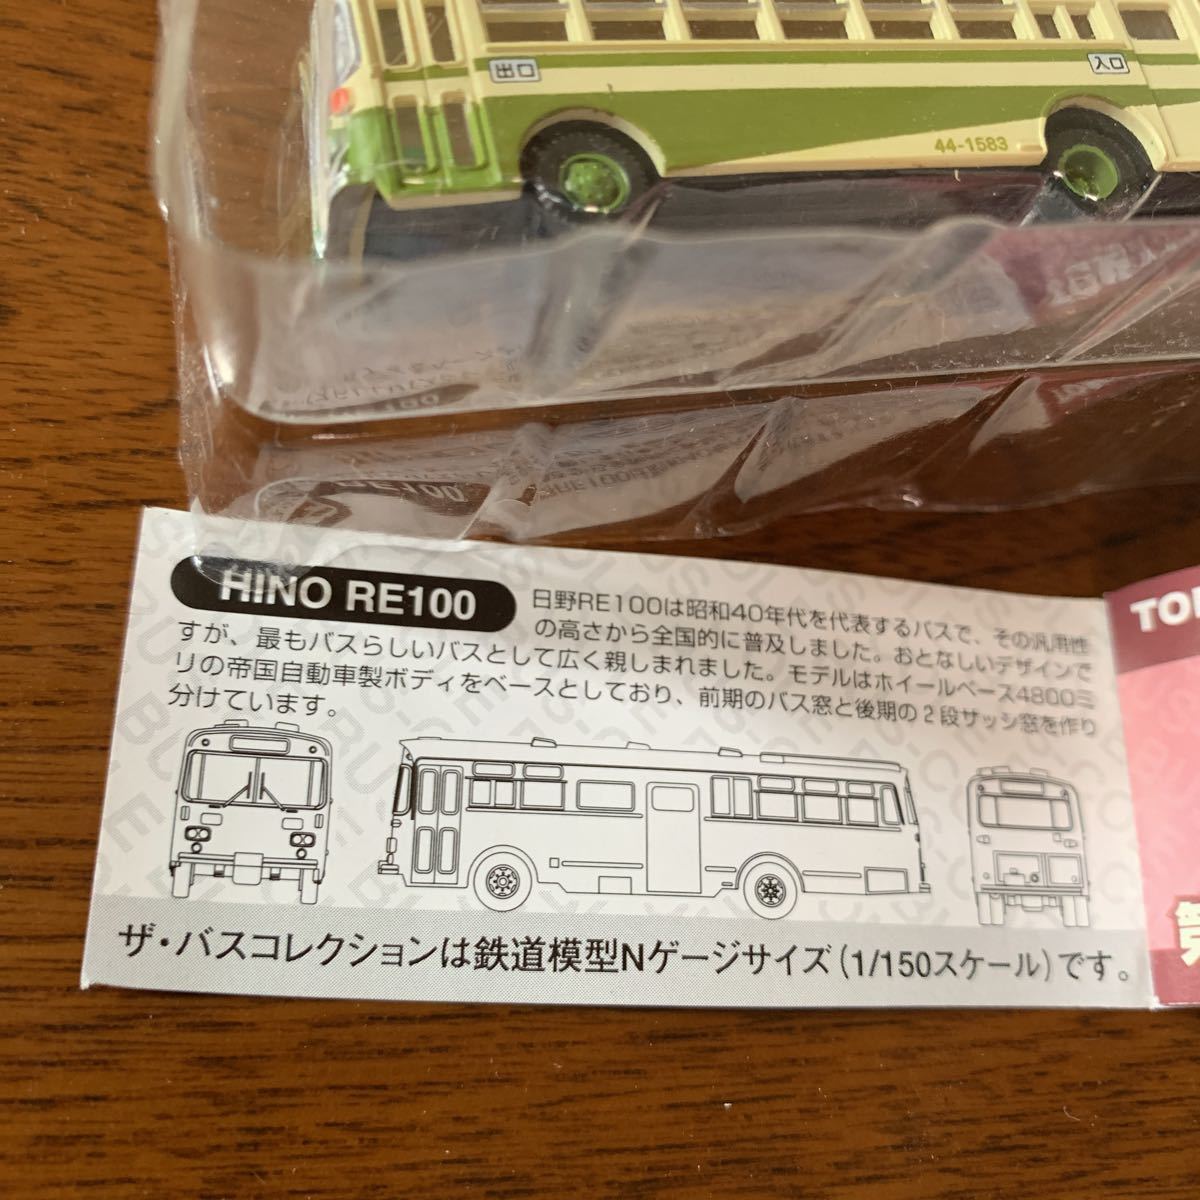 出口
入口
44-1583
RE100
HINO RE100
日野RE100は昭和40年代を代表するバスで、その汎用性
の高さから全国的に普及しました。おとなしいデザインで
すが、最もバスらしいバスとして広く親しまれました。モデルはホイールベース4800ミ
リの帝国自動車製ボディをベースとしており、前期のバス窓と後期の2段サッシ窓を作り
分けています。
ザ・バスコレクションは鉄道模型Nゲージサイズ(1/150スケール)です。
第